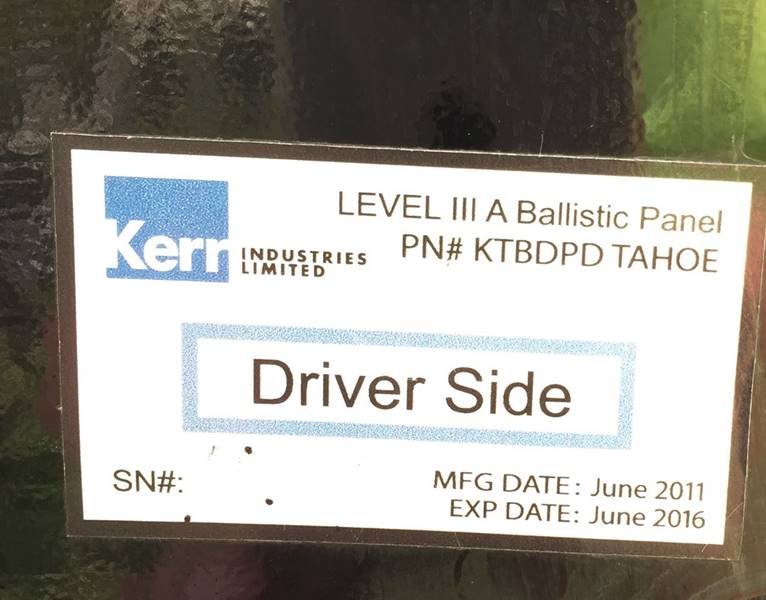 LEVEL III A Ballistic Panel
Kerr INDUSTRIES LIMITED
PN# KTBDPD TAHOE
Driver Side
SN#:
MFG DATE: June 2011
EXP DATE: June 2016